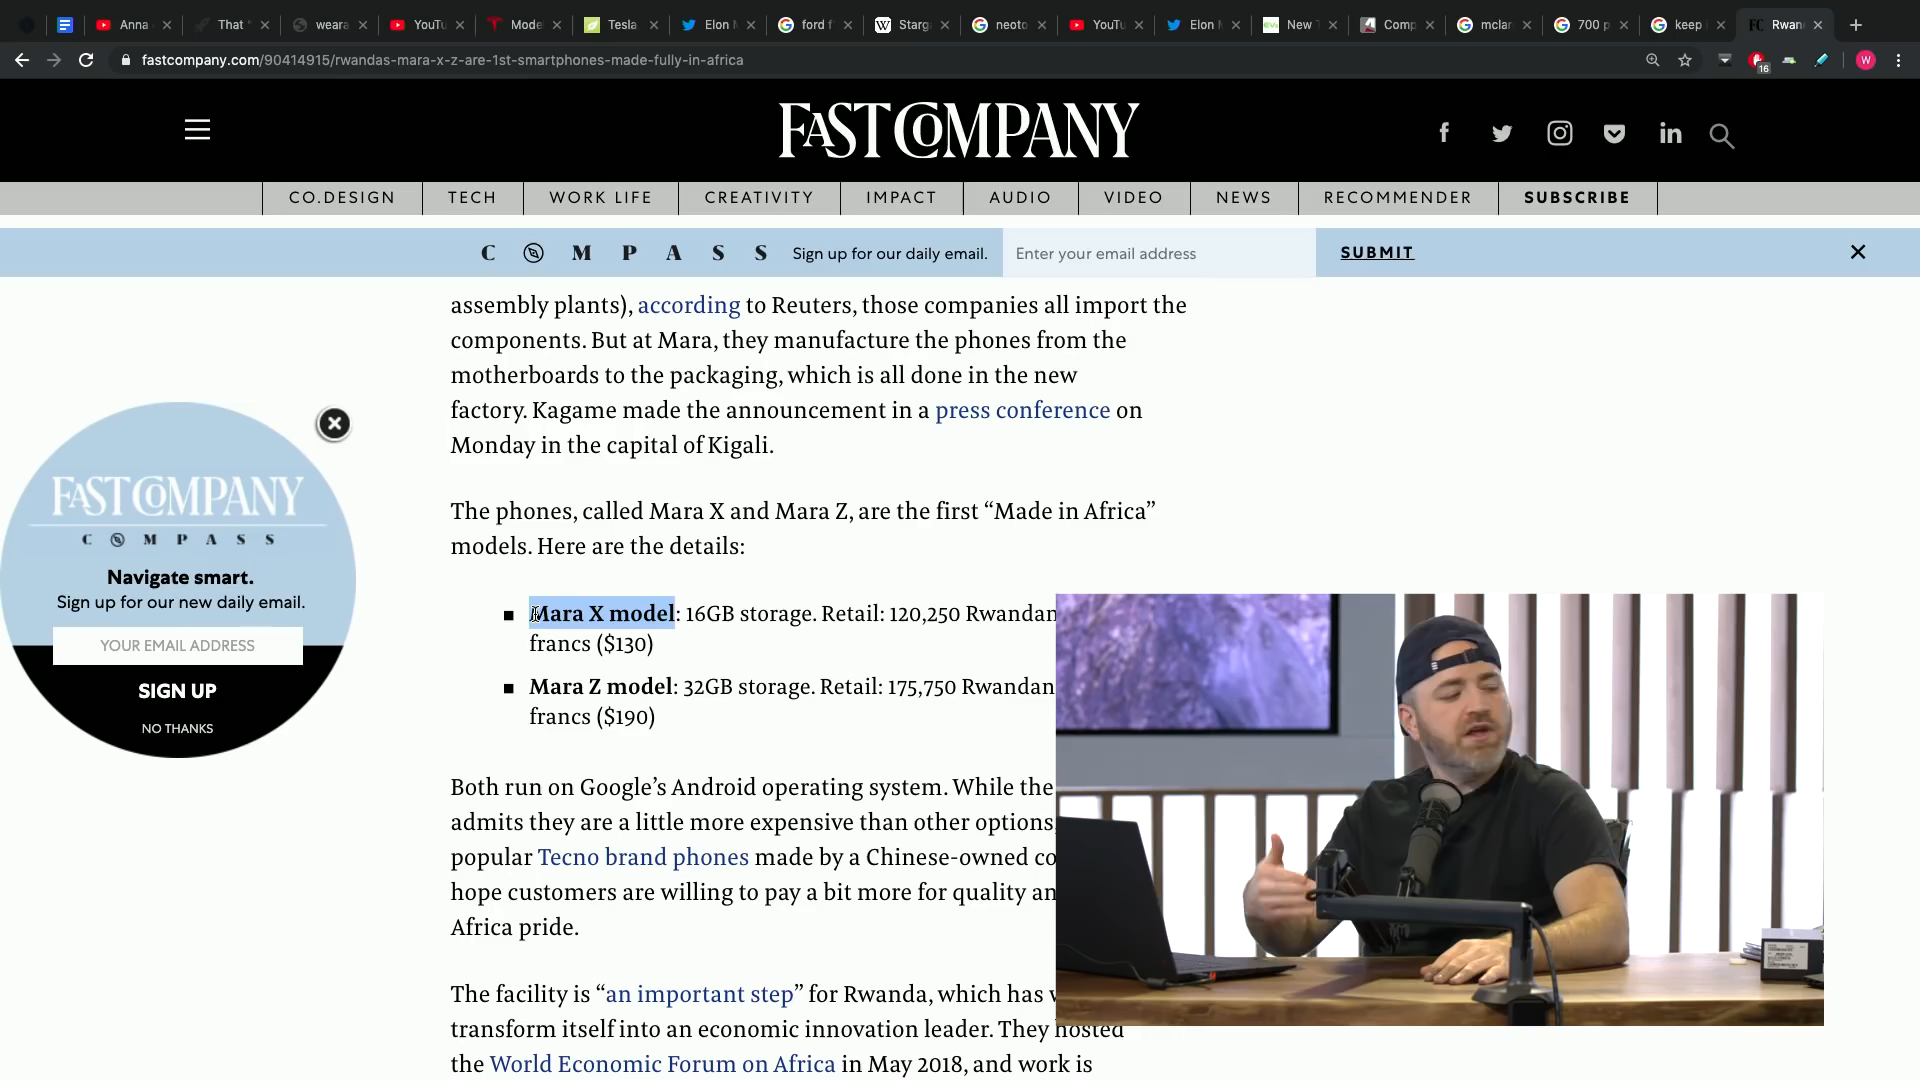 Anna
That "
weara
YouTu
Mode
Tesla
Elon M
ford f
Starg
neoto
YouTu
Elon M
New T
Comp
mclar
700 p
keep
Rwan
fastcompany.com/90414915/rwandas-mara-x-z-are-1st-smartphones-made-fully-in-africa
16
W
FAST COMPANY
CO.DESIGN
TECH
WORK LIFE
CREATIVITY
IMPACT
AUDIO
VIDEO
NEWS
RECOMMENDER
SUBSCRIBE
COMPASS
Sign up for our daily email.
Enter your email address
SUBMIT
assembly plants), according to Reuters, those companies all import the
components. But at Mara, they manufacture the phones from the
motherboards to the packaging, which is all done in the new
factory. Kagame made the announcement in a press conference on
Monday in the capital of Kigali.
The phones, called Mara X and Mara Z, are the first “Made in Africa”
models. Here are the details:
Mara X model: 16GB storage. Retail: 120,250 Rwandan
francs ($130)
Mara Z model: 32GB storage. Retail: 175,750 Rwandan
francs ($190)
Both run on Google’s Android operating system. While the
admits they are a little more expensive than other options,
popular Tecno brand phones made by a Chinese-owned co
hope customers are willing to pay a bit more for quality an
Africa pride.
The facility is “an important step” for Rwanda, which has
transform itself into an economic innovation leader. They hosted
the World Economic Forum on Africa in May 2018, and work is
FAST COMPANY
COMPASS
Navigate smart.
Sign up for our new daily email.
YOUR EMAIL ADDRESS
SIGN UP
NO THANKS